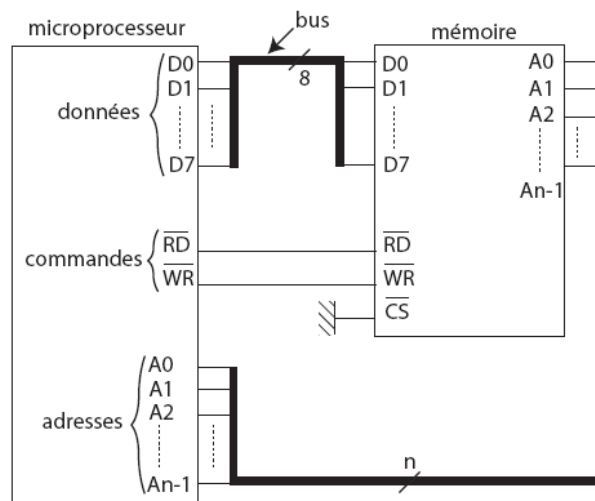 microprocesseur
bus
mémoire
données
D0
D1
D7
8
D0
D1
D7
A0
A1
A2
An-1
commandes
RD
WR
RD
WR
CS
adresses
A0
A1
A2
An-1
n